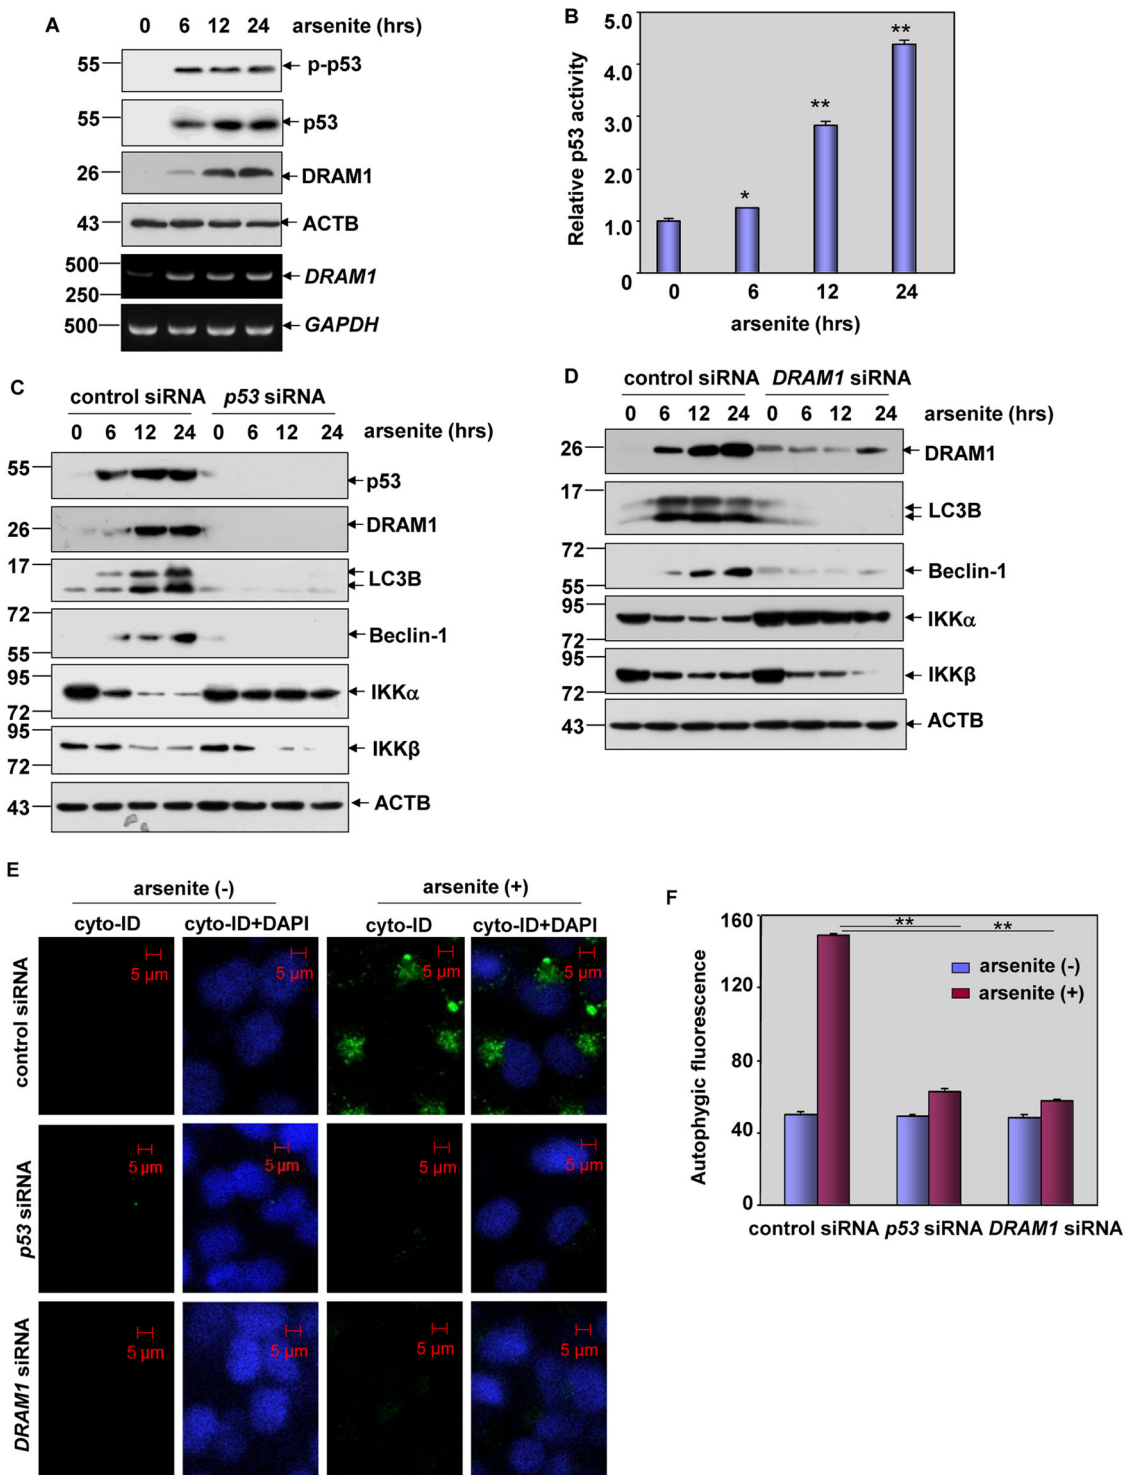 A
0 6 12 24 arsenite (hrs)
55 p-p53
55 p53
26 DRAM1
43 ACTB
500
DRAM1
250
500 GAPDH
B
Relative p53 activity
5.0
4.0
3.0
2.0
1.0
0
*
**
**
0 6 12 24
arsenite (hrs)
C
control siRNA p53 siRNA
0 6 12 24 0 6 12 24 arsenite (hrs)
55 p53
26 DRAM1
17
LC3B
72
Beclin-1
55
95
IKKα
72
95
IKKβ
72
43 ACTB
D
control siRNA DRAM1 siRNA
0 6 12 24 0 6 12 24 arsenite (hrs)
26 DRAM1
17
LC3B
72
Beclin-1
55
95
IKKα
72
95
IKKβ
72
43 ACTB
E
arsenite (-) arsenite (+)
cyto-ID cyto-ID+DAPI cyto-ID cyto-ID+DAPI
control siRNA
5 µm 5 µm 5 µm 5 µm
p53 siRNA
5 µm 5 µm 5 µm 5 µm
DRAM1 siRNA
5 µm 5 µm 5 µm 5 µm
F
Autophygic fluorescence
160
120
80
40
0
**
**
arsenite (-)
arsenite (+)
control siRNA p53 siRNA DRAM1 siRNA